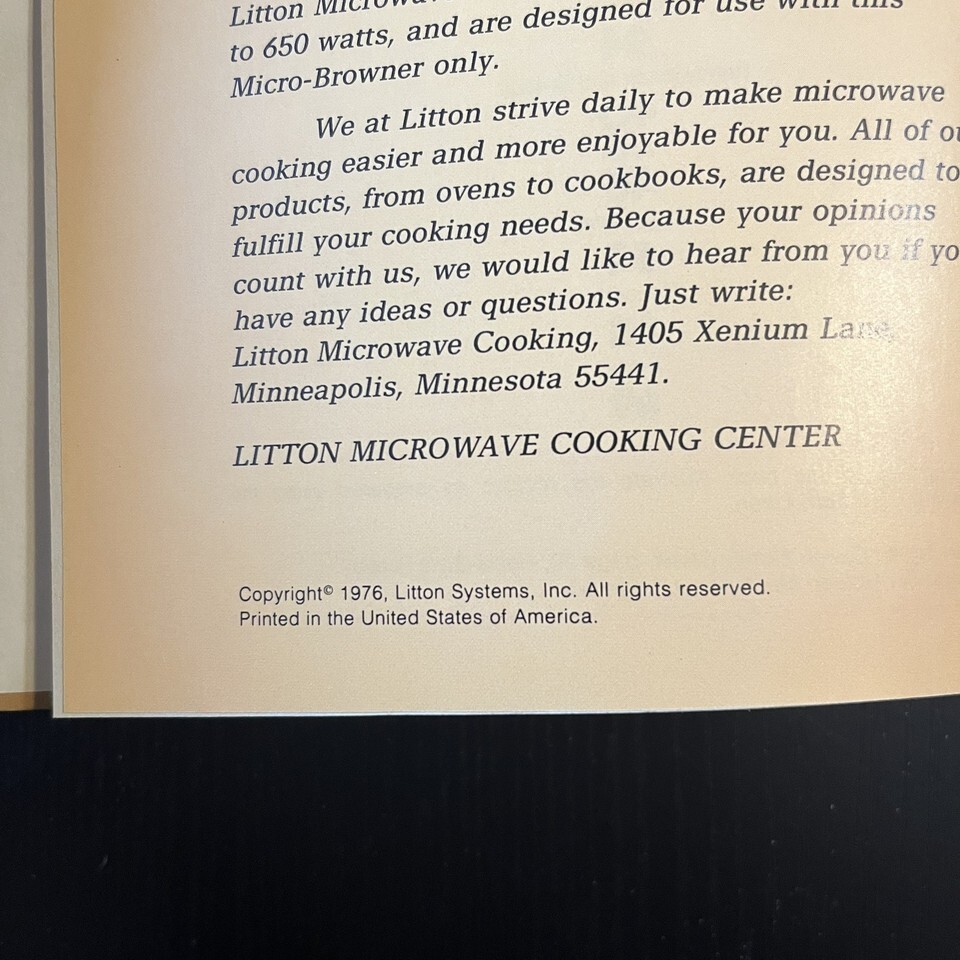 Litton
to 650 watts, and are designed for use with this
Micro-Browner only.
We at Litton strive daily to make microwave
cooking easier and more enjoyable for you. All of
products, from ovens to cookbooks, are designed to
fulfill your cooking needs. Because your opinions
count with us, we would like to hear from you if
have any ideas or questions. Just write:
Litton Microwave Cooking, 1405 Xenium Lane,
Minneapolis, Minnesota 55441.
LITTON MICROWAVE COOKING CENTER
Copyright© 1976, Litton Systems, Inc. All rights reserved.
Printed in the United States of America.